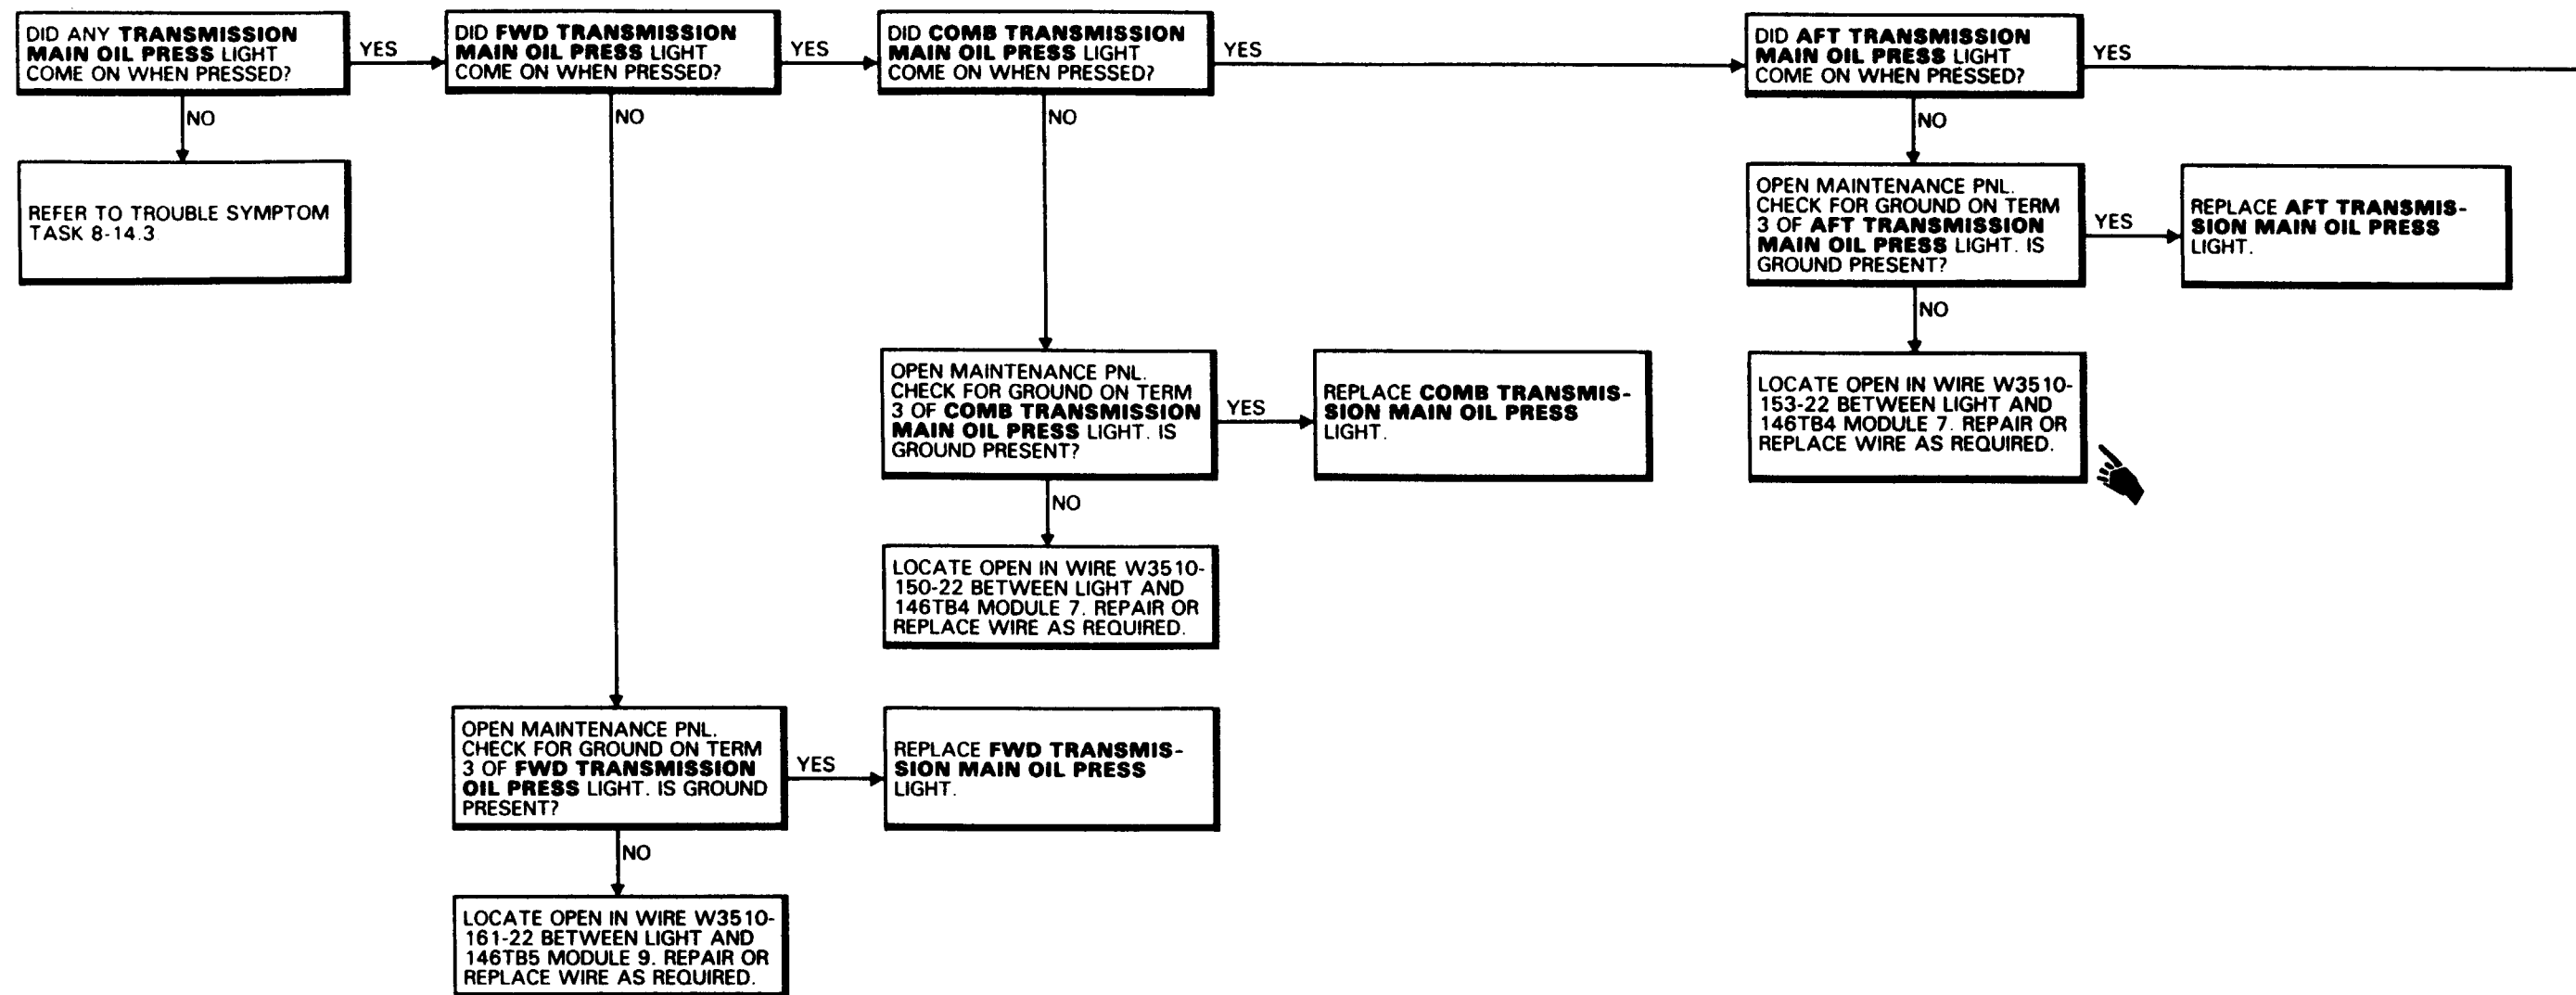 DID ANY TRANSMISSION
MAIN OIL PRESS LIGHT
COME ON WHEN PRESSED?
YES
NO
REFER TO TROUBLE SYMPTOM
TASK 8-14.3
DID FWD TRANSMISSION
MAIN OIL PRESS LIGHT
COME ON WHEN PRESSED?
YES
NO
OPEN MAINTENANCE PNL.
CHECK FOR GROUND ON TERM
3 OF FWD TRANSMISSION
OIL PRESS LIGHT. IS GROUND
PRESENT?
YES
REPLACE FWD TRANSMIS-
SION MAIN OIL PRESS
LIGHT.
NO
LOCATE OPEN IN WIRE W3510-
161-22 BETWEEN LIGHT AND
146TB5 MODULE 9. REPAIR OR
REPLACE WIRE AS REQUIRED.
DID COMB TRANSMISSION
MAIN OIL PRESS LIGHT
COME ON WHEN PRESSED?
YES
NO
OPEN MAINTENANCE PNL.
CHECK FOR GROUND ON TERM
3 OF COMB TRANSMISSION
MAIN OIL PRESS LIGHT. IS
GROUND PRESENT?
YES
REPLACE COMB TRANSMIS-
SION MAIN OIL PRESS
LIGHT.
NO
LOCATE OPEN IN WIRE W3510-
150-22 BETWEEN LIGHT AND
146TB4 MODULE 7. REPAIR OR
REPLACE WIRE AS REQUIRED.
DID AFT TRANSMISSION
MAIN OIL PRESS LIGHT
COME ON WHEN PRESSED?
YES
NO
OPEN MAINTENANCE PNL.
CHECK FOR GROUND ON TERM
3 OF AFT TRANSMISSION
MAIN OIL PRESS LIGHT. IS
GROUND PRESENT?
YES
REPLACE AFT TRANSMIS-
SION MAIN OIL PRESS
LIGHT.
NO
LOCATE OPEN IN WIRE W3510-
153-22 BETWEEN LIGHT AND
146TB4 MODULE 7. REPAIR OR
REPLACE WIRE AS REQUIRED.